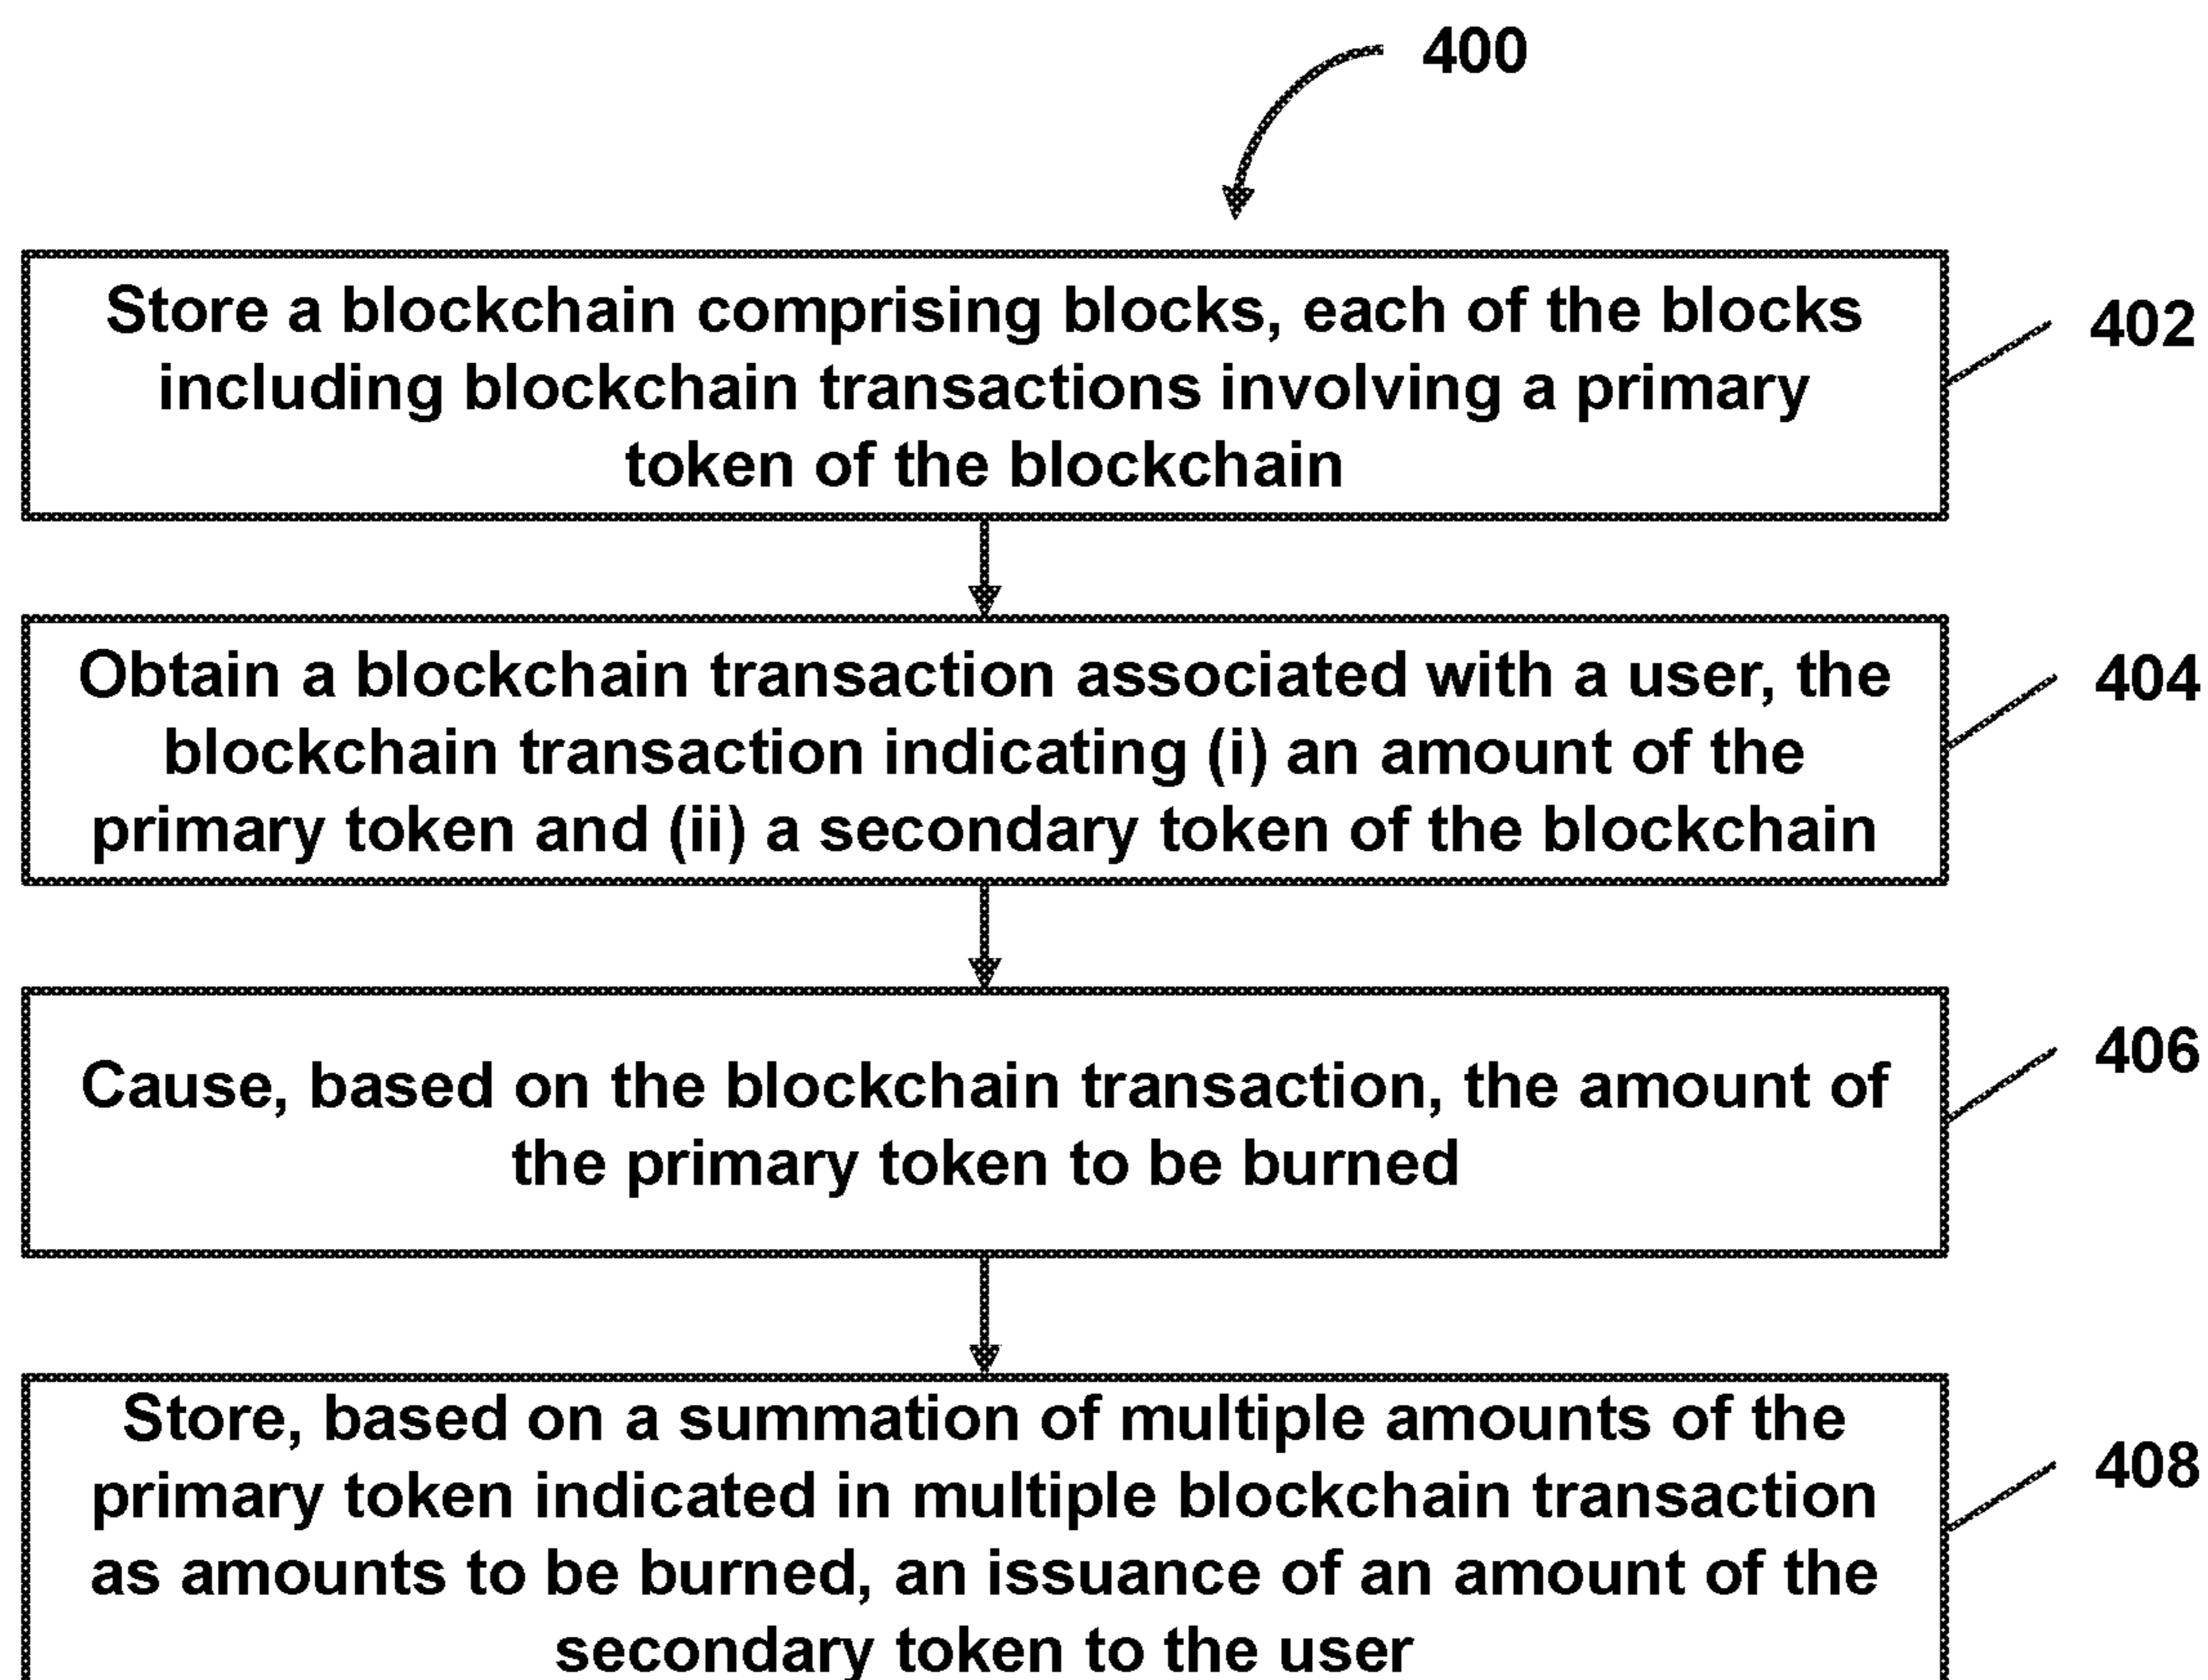 400
Store a blockchain comprising blocks, each of the blocks
including blockchain transactions involving a primary
token of the blockchain
402
Obtain a blockchain transaction associated with a user, the
blockchain transaction indicating (i) an amount of the
primary token and (ii) a secondary token of the blockchain
404
Cause, based on the blockchain transaction, the amount of
the primary token to be burned
406
Store, based on a summation of multiple amounts of the
primary token indicated in multiple blockchain transaction
as amounts to be burned, an issuance of an amount of the
secondary token to the user
408